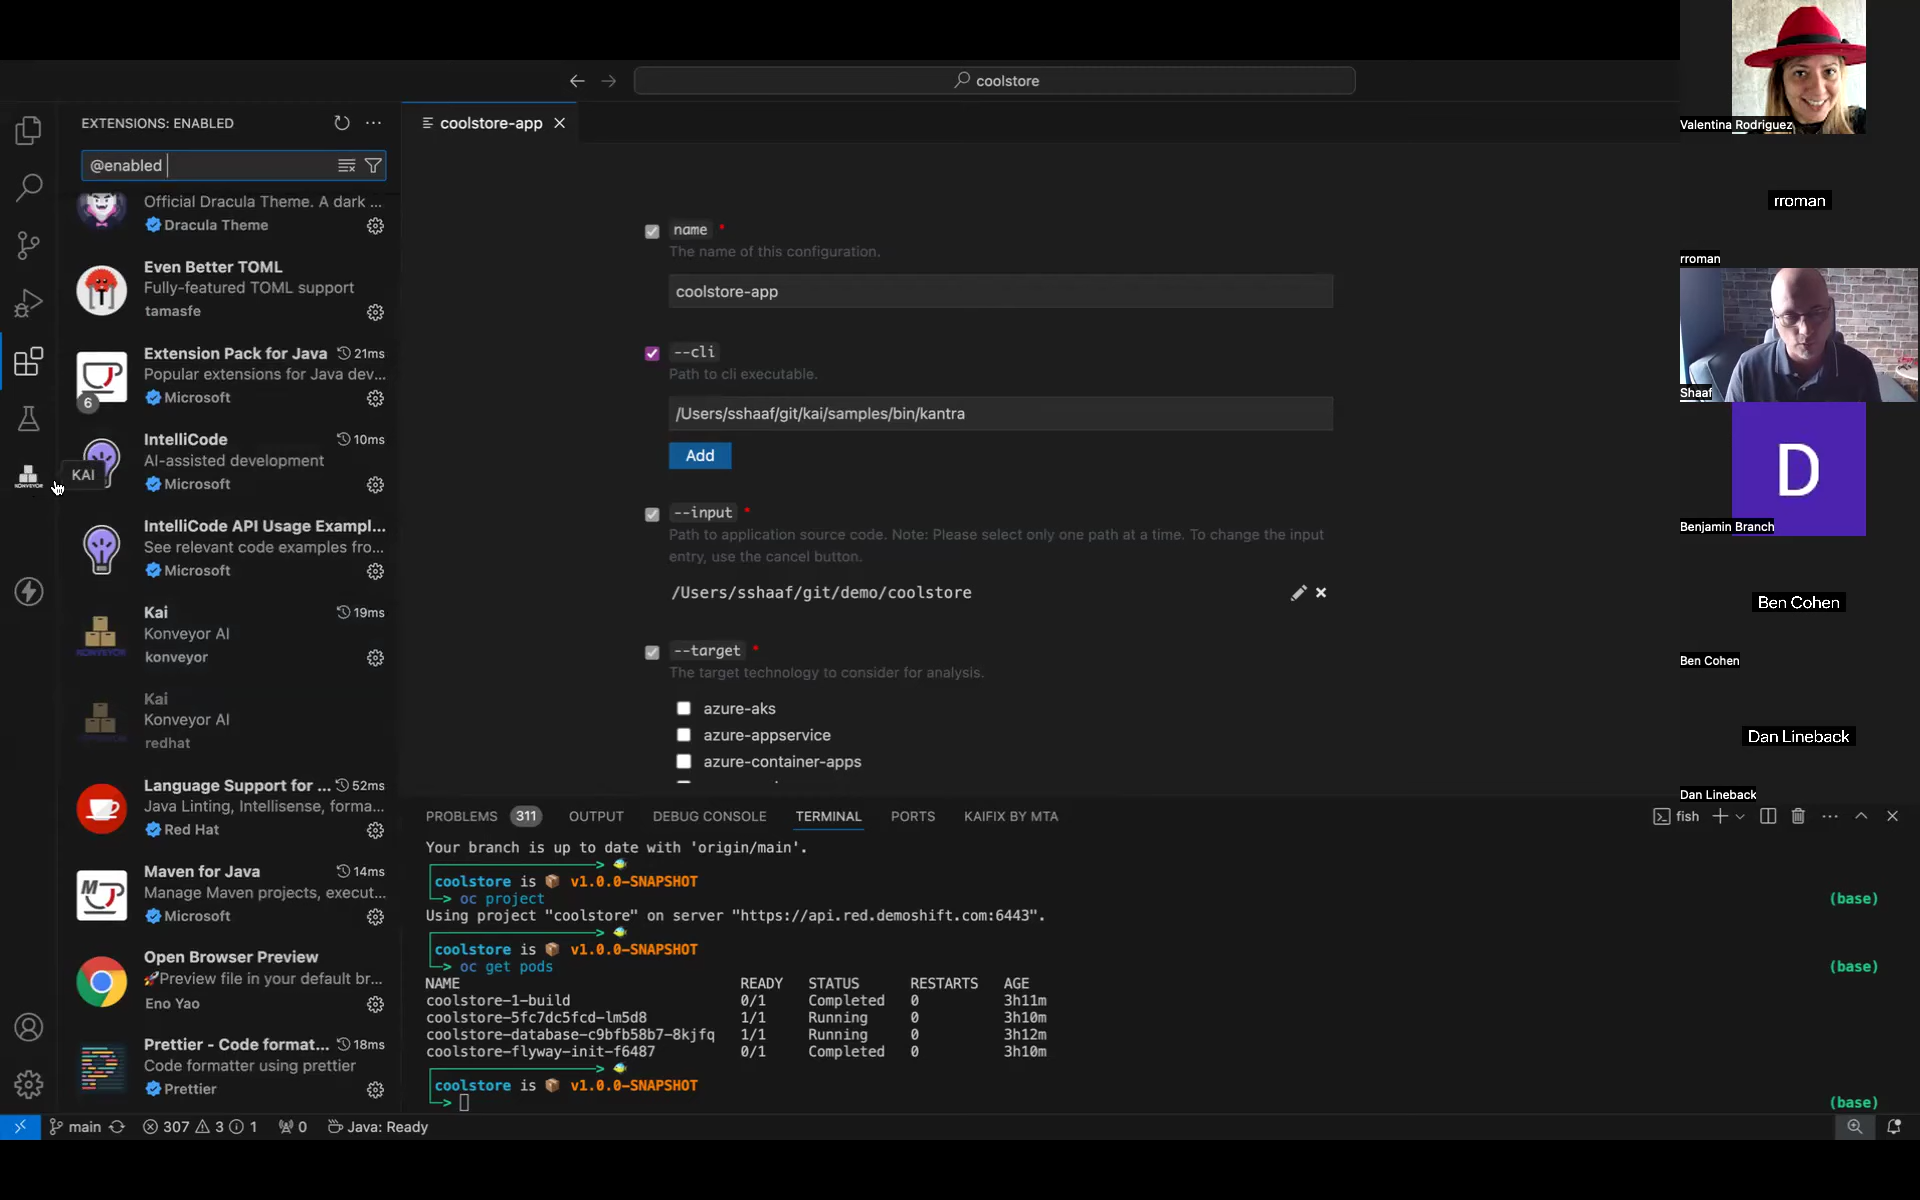 coolstore
EXTENSIONS: ENABLED
@enabled
Official Dracula Theme. A dark ...
Dracula Theme
Even Better TOML
Fully-featured TOML support
tamasfe
Extension Pack for Java
21ms
Popular extensions for Java dev...
Microsoft
6
IntelliCode
10ms
AI-assisted development
Microsoft
KONVEYOR
KAI
IntelliCode API Usage Exampl...
See relevant code examples fro...
Microsoft
Kai
19ms
Konveyor AI
konveyor
Kai
Konveyor AI
redhat
Language Support for ...
52ms
Java Linting, Intellisense, forma...
Red Hat
Maven for Java
14ms
Manage Maven projects, execut...
Microsoft
Open Browser Preview
🚀Preview file in your default br...
Eno Yao
Prettier - Code format...
18ms
Code formatter using prettier
Prettier
coolstore-app
name *
The name of this configuration.
coolstore-app
--cli
Path to cli executable.
/Users/sshaaf/git/kai/samples/bin/kantra
Add
--input *
Path to application source code. Note: Please select only one path at a time. To change the input
entry, use the cancel button.
/Users/sshaaf/git/demo/coolstore
--target *
The target technology to consider for analysis.
azure-aks
azure-appservice
azure-container-apps
PROBLEMS 311 OUTPUT DEBUG CONSOLE TERMINAL PORTS KAIFIX BY MTA
fish
Your branch is up to date with 'origin/main'.
coolstore is 📦 v1.0.0-SNAPSHOT
└─> oc project (base)
Using project "coolstore" on server "https://api.red.demoshift.com:6443".
coolstore is 📦 v1.0.0-SNAPSHOT
└─> oc get pods (base)
NAME READY STATUS RESTARTS AGE
coolstore-1-build 0/1 Completed 0 3h11m
coolstore-5fc7dc5fcd-lm5d8 1/1 Running 0 3h10m
coolstore-database-c9bfb58b7-8kjfq 1/1 Running 0 3h12m
coolstore-flyway-init-f6487 0/1 Completed 0 3h10m
coolstore is 📦 v1.0.0-SNAPSHOT
└─> (base)
main 307 3 1 0 Java: Ready
Valentina Rodriguez
rroman
rroman
Shaaf
D
Benjamin Branch
Ben Cohen
Ben Cohen
Dan Lineback
Dan Lineback